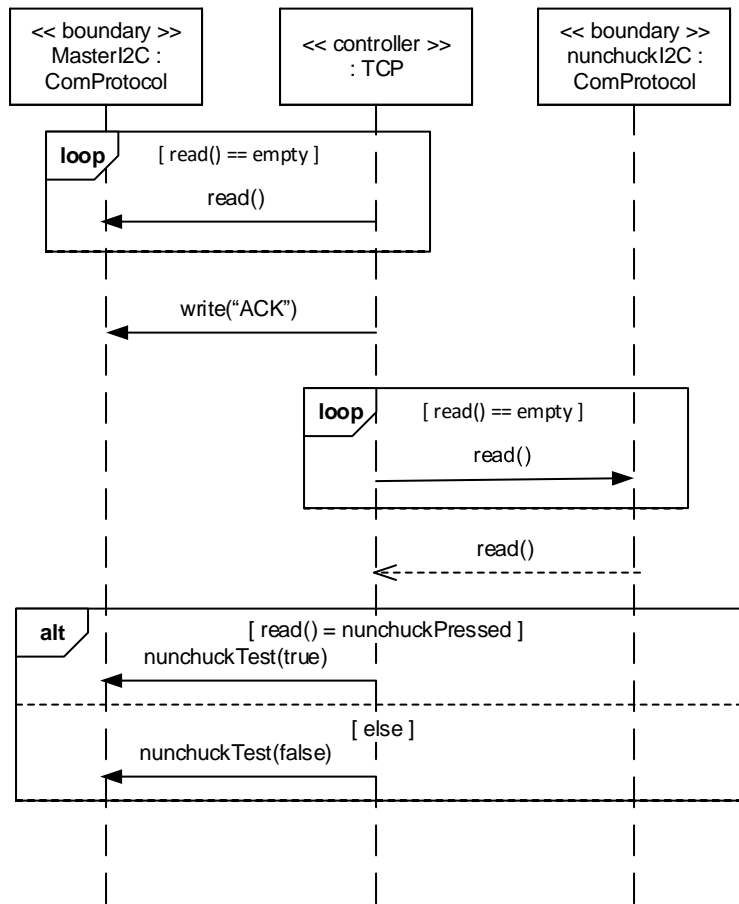 << boundary >>
MasterI2C :
ComProtocol
<< controller >>
: TCP
<< boundary >>
nunchuckI2C :
ComProtocol
loop
[ read() == empty ]
read()
write(“ACK”)
loop
[ read() == empty ]
read()
read()
alt
[ read() = nunchuckPressed ]
nunchuckTest(true)
[ else ]
nunchuckTest(false)